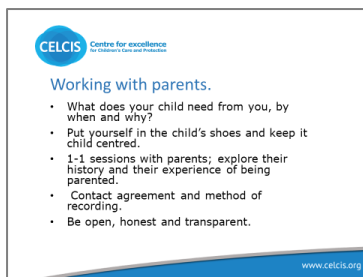 CELCIS
Centre for excellence
for Children's Care and Protection
Working with parents.
• What does your child need from you, by
when and why?
• Put yourself in the child's shoes and keep it
child centred.
• 1-1 sessions with parents; explore their
history and their experience of being
parented.
• Contact agreement and method of
recording.
• Be open, honest and transparent.
www.celcis.org